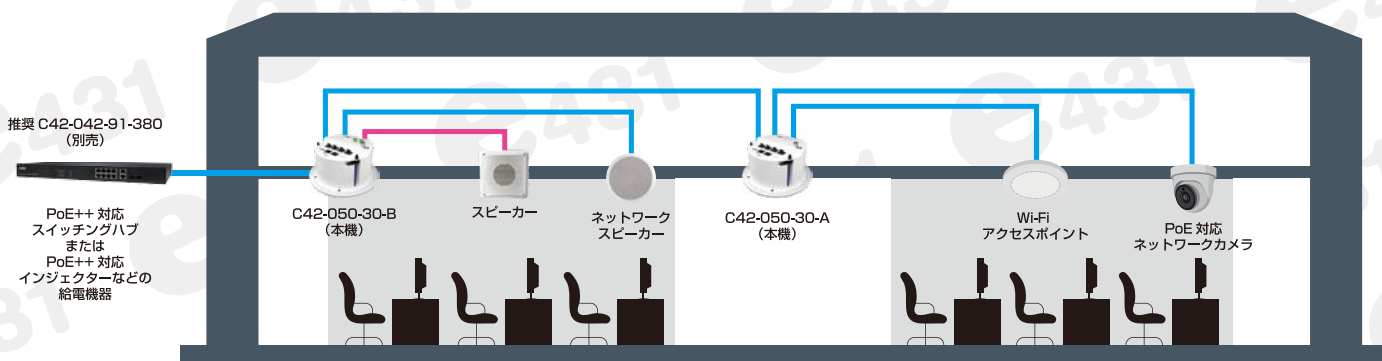 推奨 C42-042-91-380
(別売)
PoE++ 対応
スイッチングハブ
または
PoE++ 対応
インジェクターなどの
給電機器
C42-050-30-B
(本機)
スピーカー
ネットワーク
スピーカー
C42-050-30-A
(本機)
Wi-Fi
アクセスポイント
PoE 対応
ネットワークカメラ
e431
e431
e431
e431